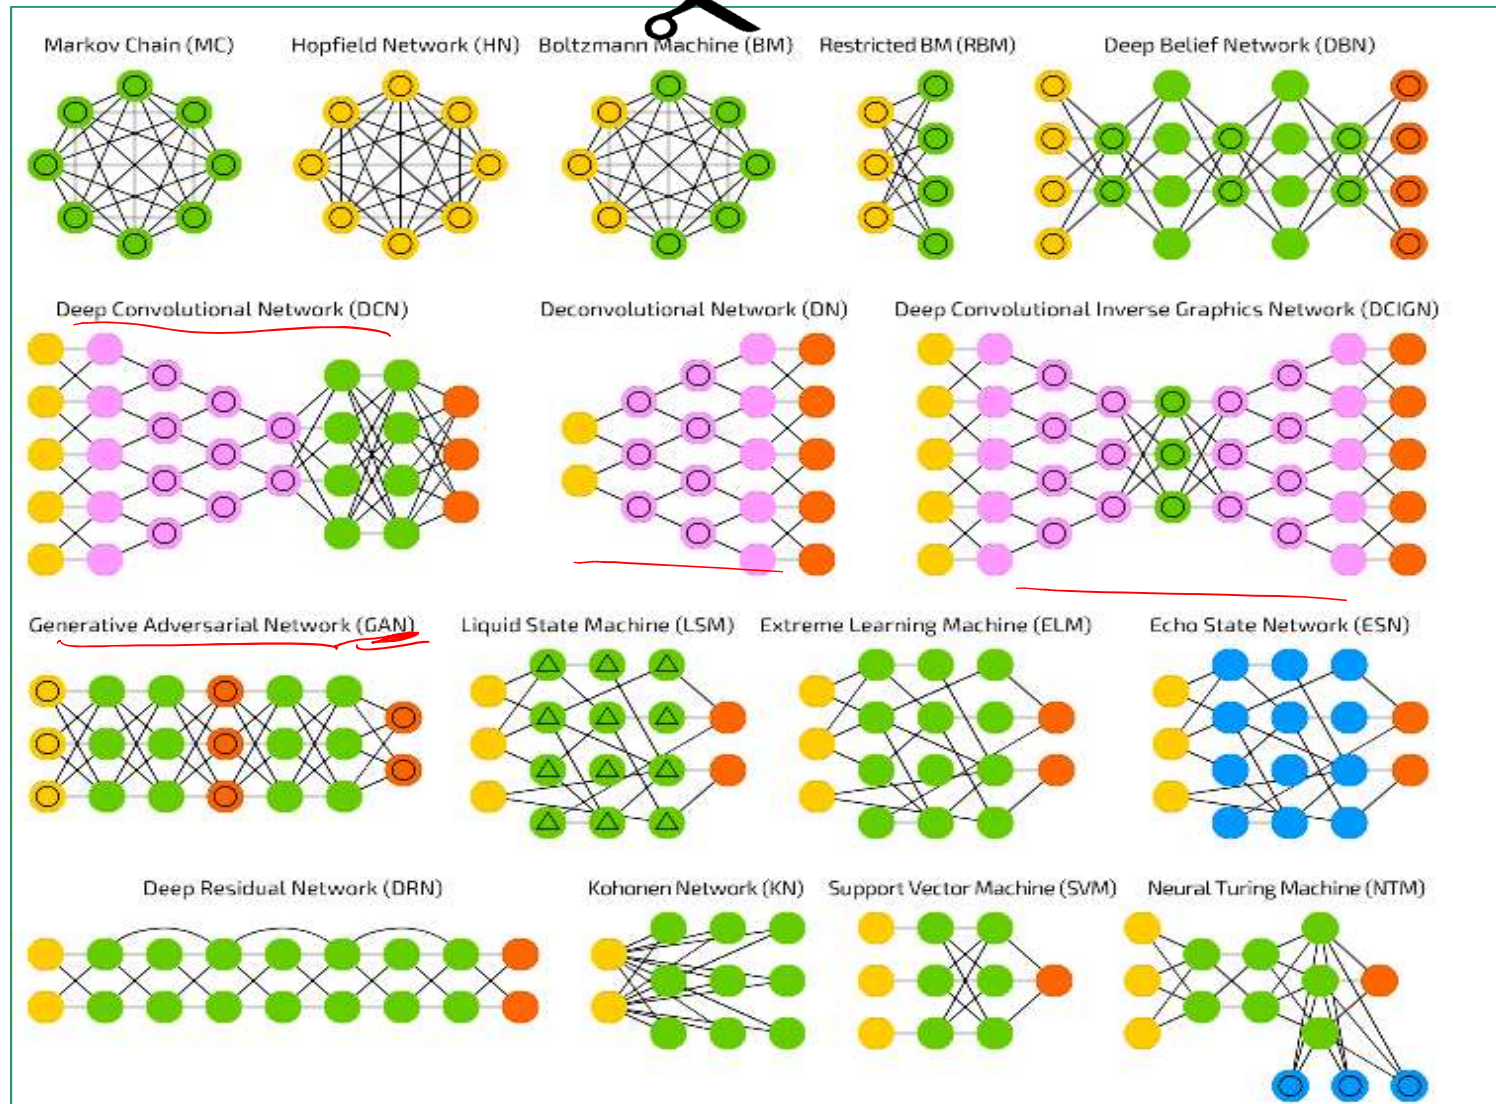 Markov Chain (MC)
Hopfield Network (HN)
Boltzmann Machine (BM)
Restricted BM (RBM)
Deep Belief Network (DBN)
Deep Convolutional Network (DCN)
Deconvolutional Network (DN)
Deep Convolutional Inverse Graphics Network (DCIGN)
Generative Adversarial Network (GAN)
Liquid State Machine (LSM)
Extreme Learning Machine (ELM)
Echo State Network (ESN)
Deep Residual Network (DRN)
Kohonen Network (KN)
Support Vector Machine (SVM)
Neural Turing Machine (NTM)